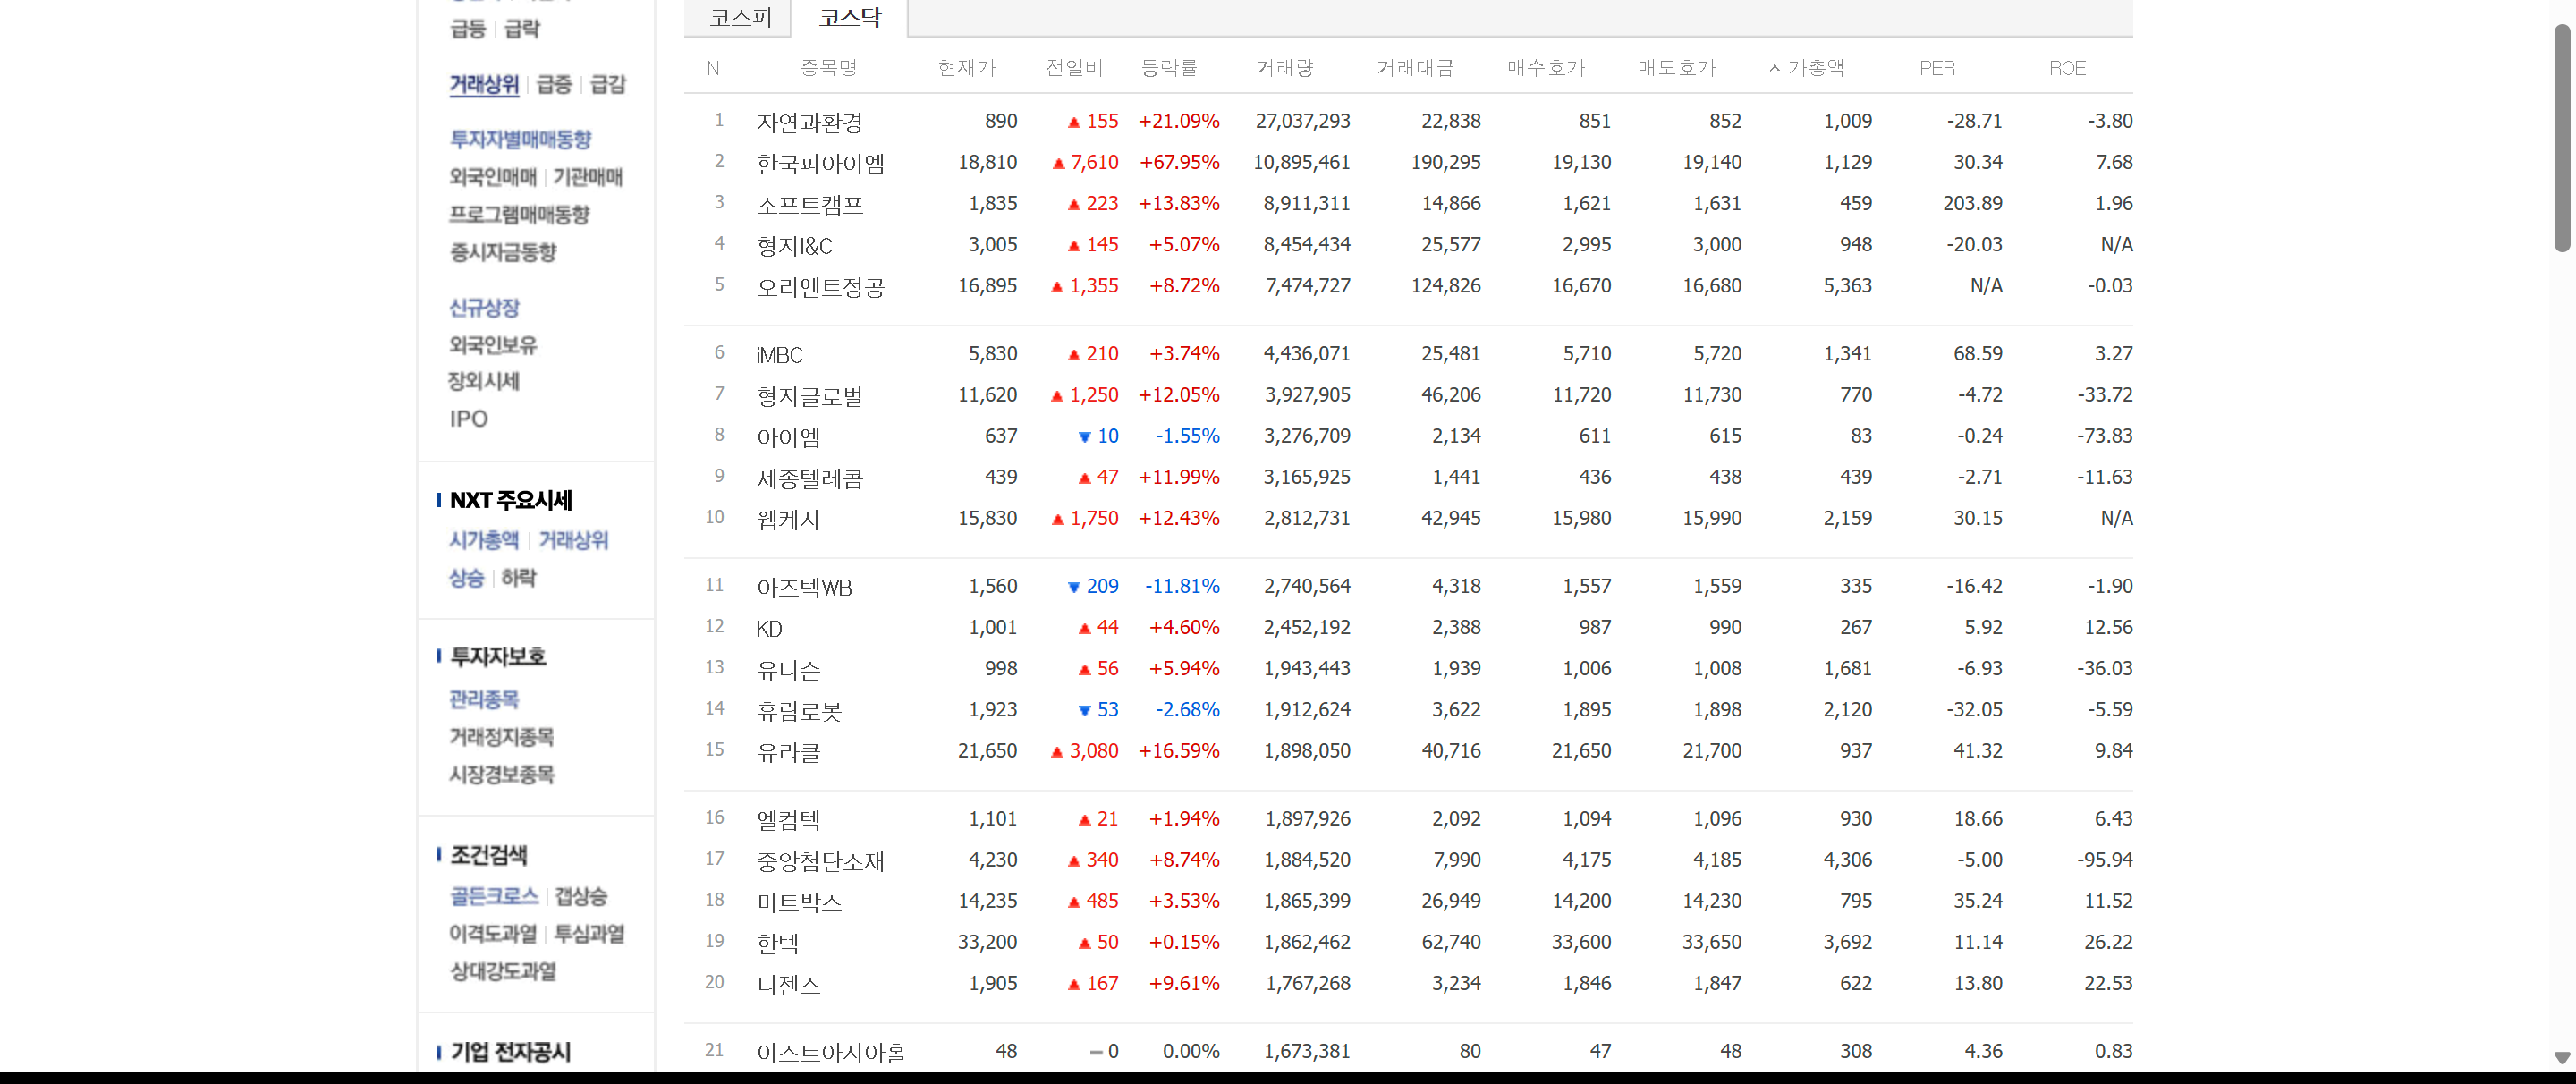 급등 | 급락
거래상위 | 급증 | 급감
투자자별매매동향
외국인매매 | 기관매매
프로그램매매동향
증시자금동향
신규상장
외국인보유
장외시세
IPO
NXT 주요시세
시가총액 | 거래상위
상승 | 하락
투자자보호
관리종목
거래정지종목
시장경보종목
조건검색
골든크로스 | 갭상승
이격도과열 | 투심과열
상대강도과열
기업 전자공시
코스피 코스닥
N 종목명 현재가 전일비 등락률 거래량 거래대금 매수호가 매도호가 시가총액 PER ROE
1 자연과환경 890 ▲ 155 +21.09% 27,037,293 22,838 851 852 1,009 -28.71 -3.80
2 한국피아이엠 18,810 ▲ 7,610 +67.95% 10,895,461 190,295 19,130 19,140 1,129 30.34 7.68
3 소프트캠프 1,835 ▲ 223 +13.83% 8,911,311 14,866 1,621 1,631 459 203.89 1.96
4 형지I&C 3,005 ▲ 145 +5.07% 8,454,434 25,577 2,995 3,000 948 -20.03 N/A
5 오리엔트정공 16,895 ▲ 1,355 +8.72% 7,474,727 124,826 16,670 16,680 5,363 N/A -0.03
6 iMBC 5,830 ▲ 210 +3.74% 4,436,071 25,481 5,710 5,720 1,341 68.59 3.27
7 형지글로벌 11,620 ▲ 1,250 +12.05% 3,927,905 46,206 11,720 11,730 770 -4.72 -33.72
8 아이엠 637 ▼ 10 -1.55% 3,276,709 2,134 611 615 83 -0.24 -73.83
9 세종텔레콤 439 ▲ 47 +11.99% 3,165,925 1,441 436 438 439 -2.71 -11.63
10 웹케시 15,830 ▲ 1,750 +12.43% 2,812,731 42,945 15,980 15,990 2,159 30.15 N/A
11 아즈텍WB 1,560 ▼ 209 -11.81% 2,740,564 4,318 1,557 1,559 335 -16.42 -1.90
12 KD 1,001 ▲ 44 +4.60% 2,452,192 2,388 987 990 267 5.92 12.56
13 유니슨 998 ▲ 56 +5.94% 1,943,443 1,939 1,006 1,008 1,681 -6.93 -36.03
14 휴림로봇 1,923 ▼ 53 -2.68% 1,912,624 3,622 1,895 1,898 2,120 -32.05 -5.59
15 유라클 21,650 ▲ 3,080 +16.59% 1,898,050 40,716 21,650 21,700 937 41.32 9.84
16 엘컴텍 1,101 ▲ 21 +1.94% 1,897,926 2,092 1,094 1,096 930 18.66 6.43
17 중앙첨단소재 4,230 ▲ 340 +8.74% 1,884,520 7,990 4,175 4,185 4,306 -5.00 -95.94
18 미트박스 14,235 ▲ 485 +3.53% 1,865,399 26,949 14,200 14,230 795 35.24 11.52
19 한텍 33,200 ▲ 50 +0.15% 1,862,462 62,740 33,600 33,650 3,692 11.14 26.22
20 디젠스 1,905 ▲ 167 +9.61% 1,767,268 3,234 1,846 1,847 622 13.80 22.53
21 이스트아시아홀 48 0 0.00% 1,673,381 80 47 48 308 4.36 0.83